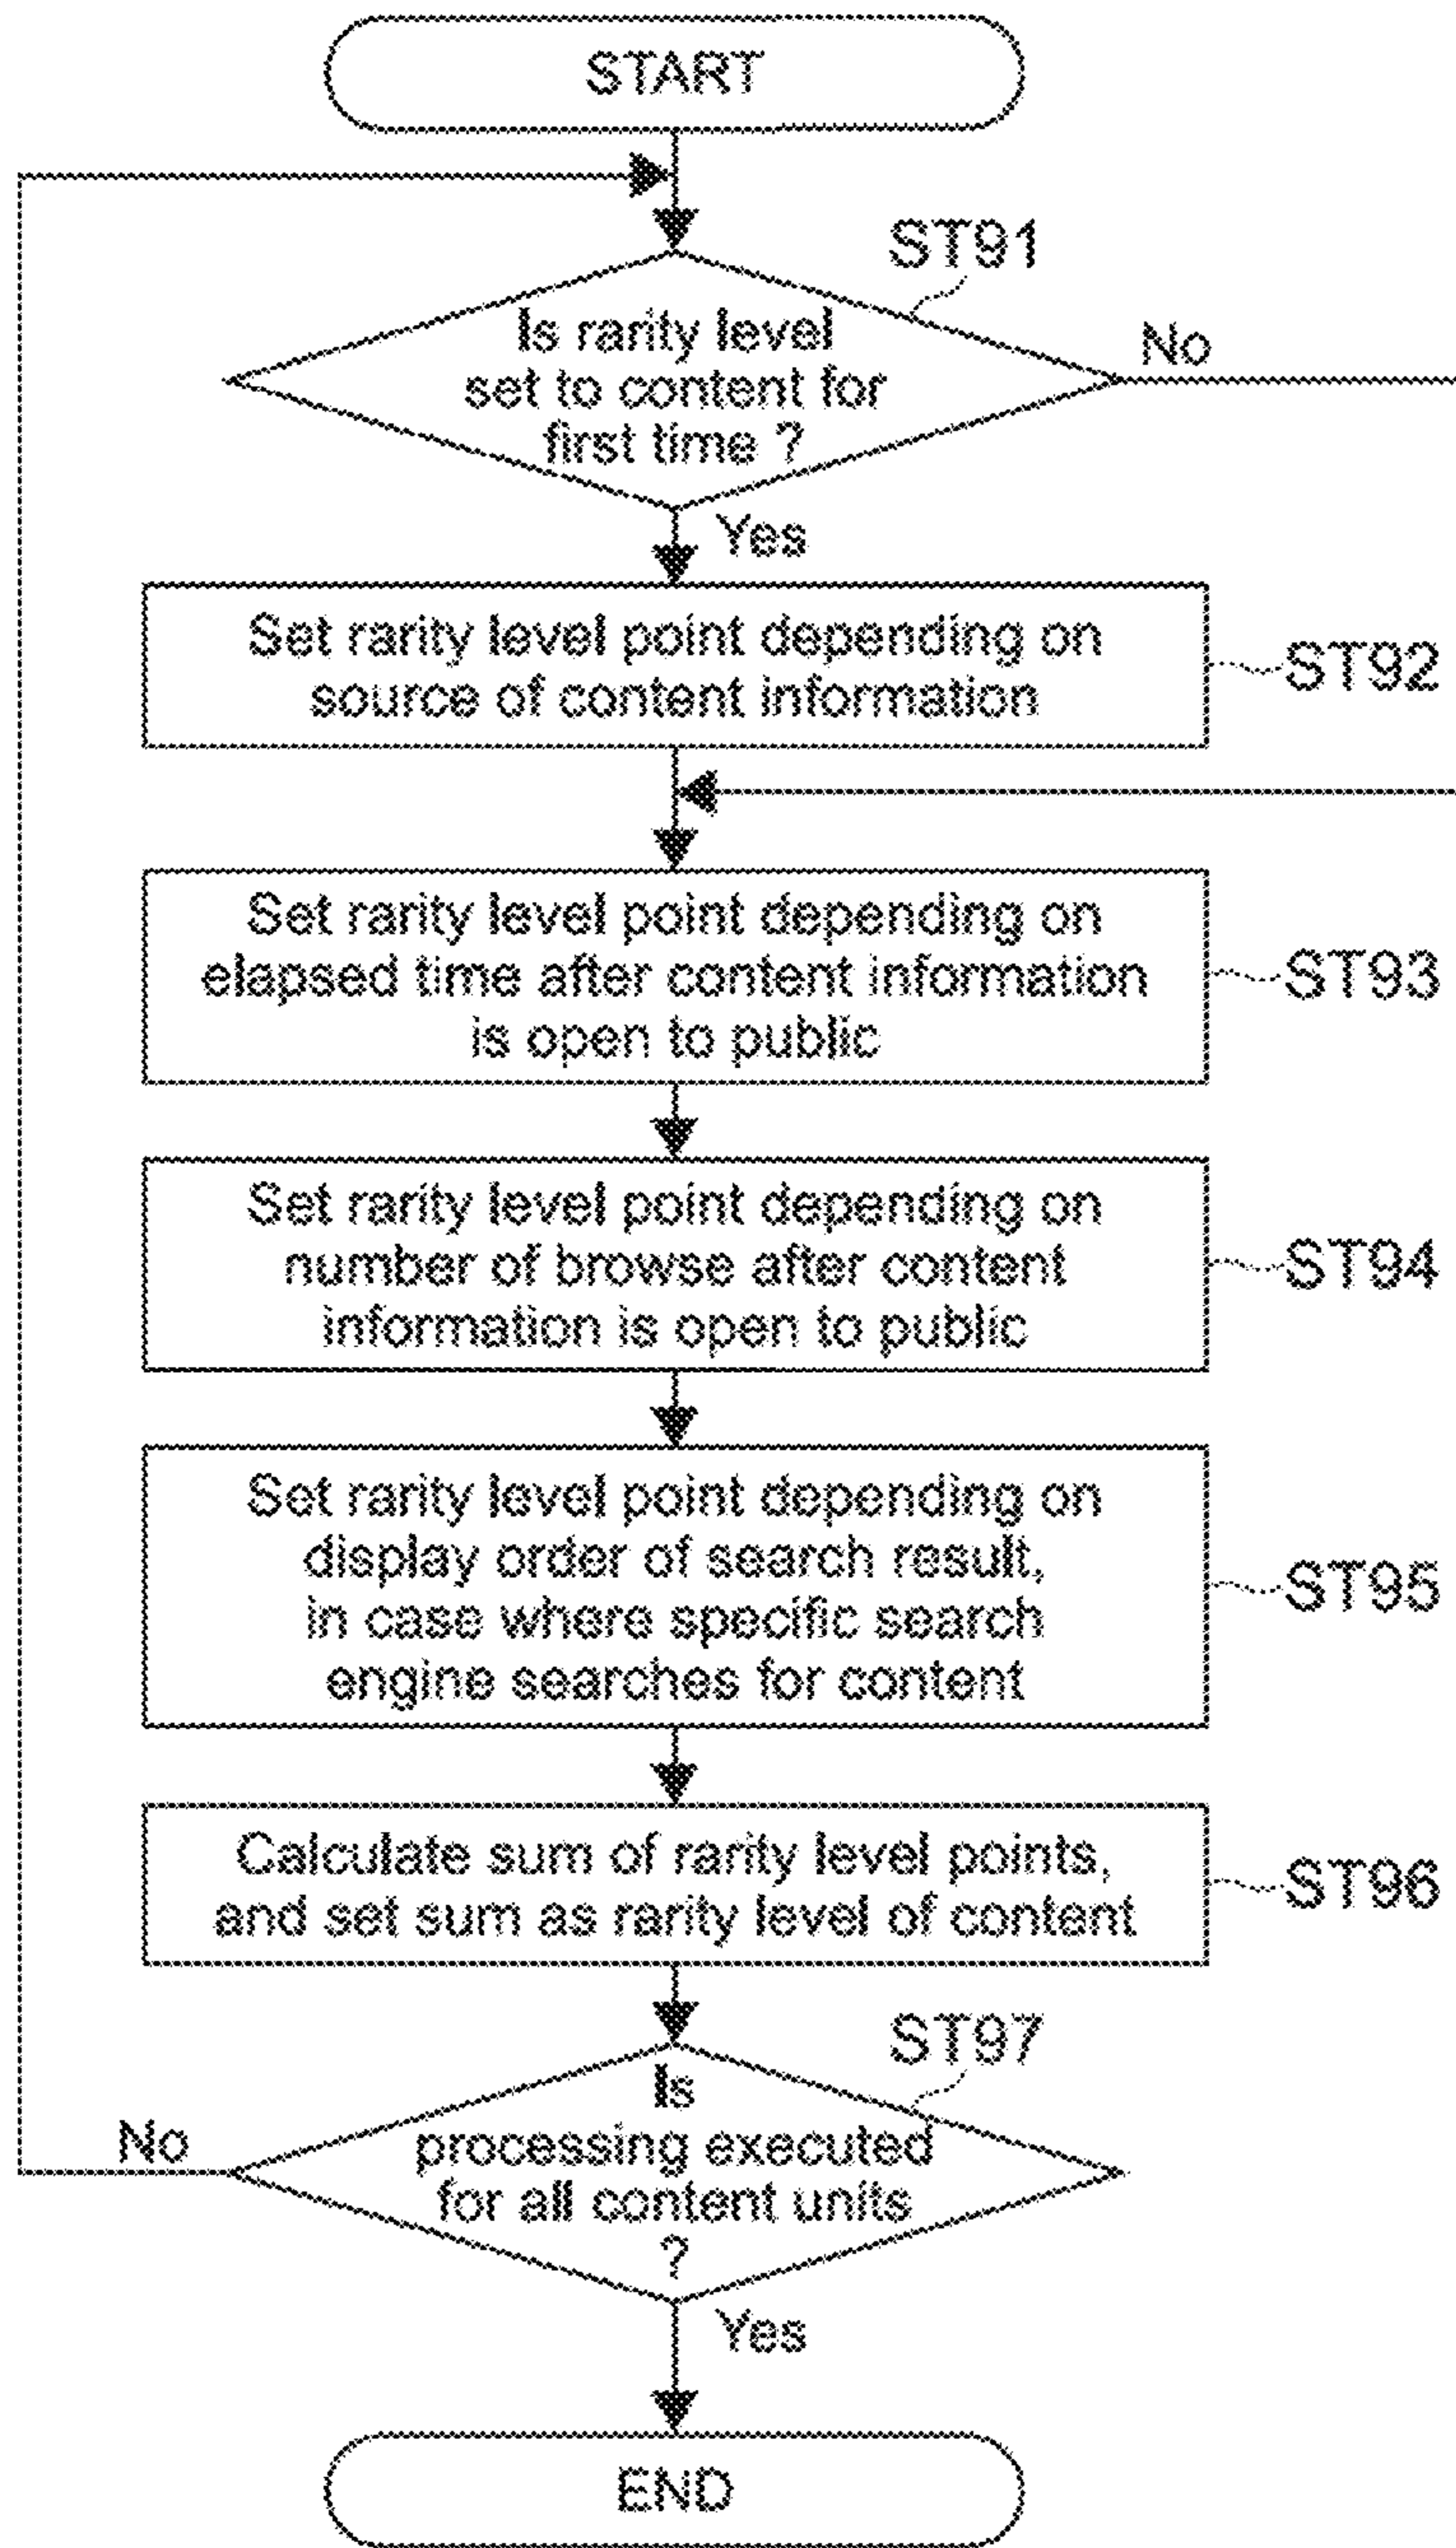 START
ST91
Is rarity level
set to content for
first time ?
No
Yes
Set rarity level point depending on
source of content information
ST92
Set rarity level point depending on
elapsed time after content information
is open to public
ST93
Set rarity level point depending on
number of browse after content
information is open to public
ST94
Set rarity level point depending on
display order of search result,
in case where specific search
engine searches for content
ST95
Calculate sum of rarity level points,
and set sum as rarity level of content
ST96
ST97
Is
processing executed
for all content units
?
No
Yes
END